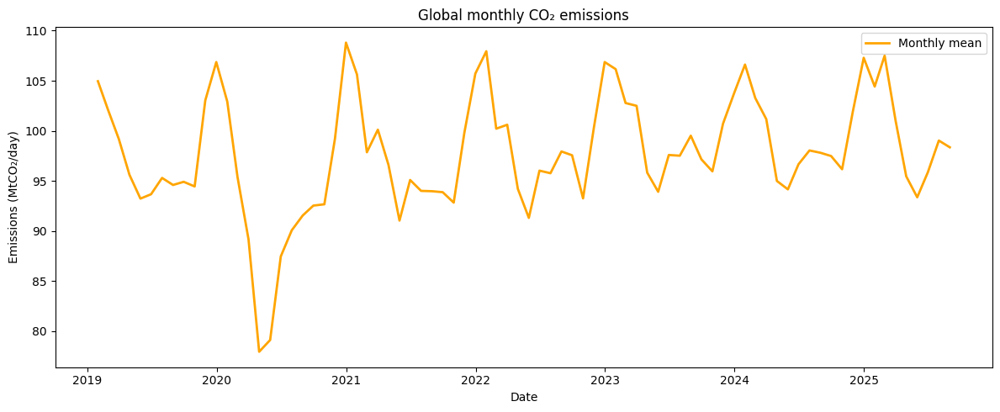 Global monthly CO₂ emissions
Monthly mean
Emissions (MtCO₂/day)
110
105
100
95
90
85
80
2019 2020 2021 2022 2023 2024 2025
Date